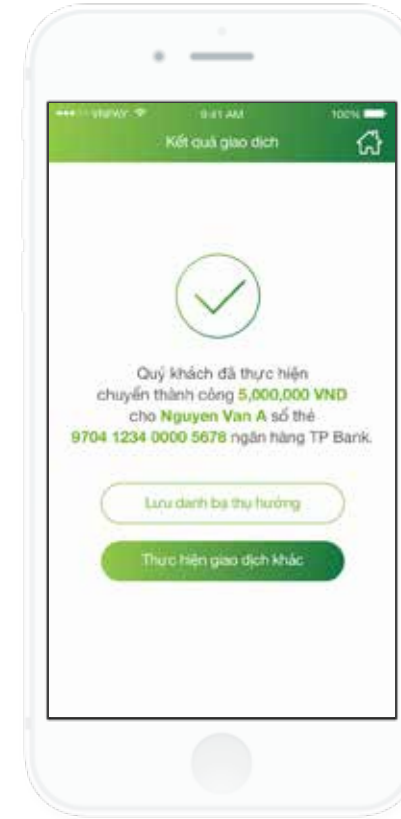 9:41 AM 100%
Kết quả giao dịch
Quý khách đã thực hiện
chuyển thành công 5,000,000 VND
cho Nguyen Van A số thẻ
9704 1234 0000 5678 ngân hàng TP Bank.
Lưu danh bạ thụ hưởng
Thực hiện giao dịch khác